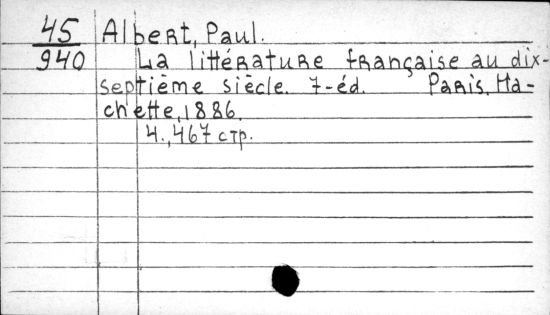 45 Albert, Paul.
940 La littérature française au dix-
septième siècle. 7-éd. Paris. Ha-
chette, 1886.
4., 467 стр.